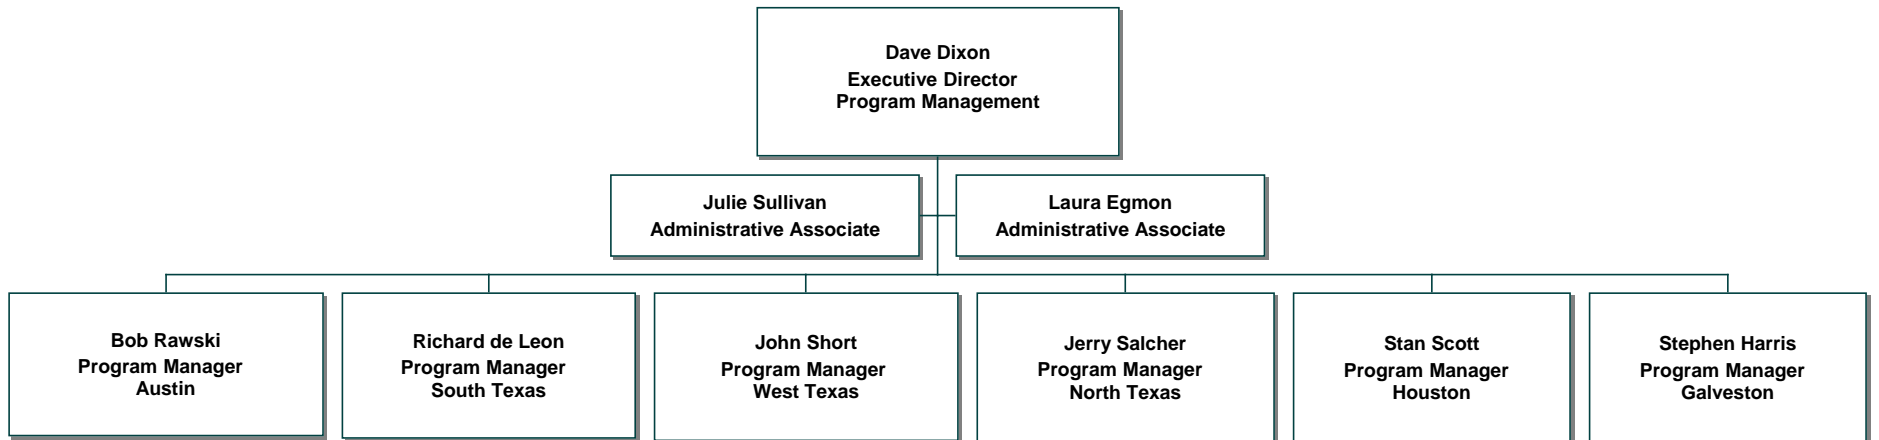 Dave Dixon
Executive Director
Program Management
Julie Sullivan
Administrative Associate
Laura Egmon
Administrative Associate
Bob Rawski
Program Manager
Austin
Richard de Leon
Program Manager
South Texas
John Short
Program Manager
West Texas
Jerry Salcher
Program Manager
North Texas
Stan Scott
Program Manager
Houston
Stephen Harris
Program Manager
Galveston